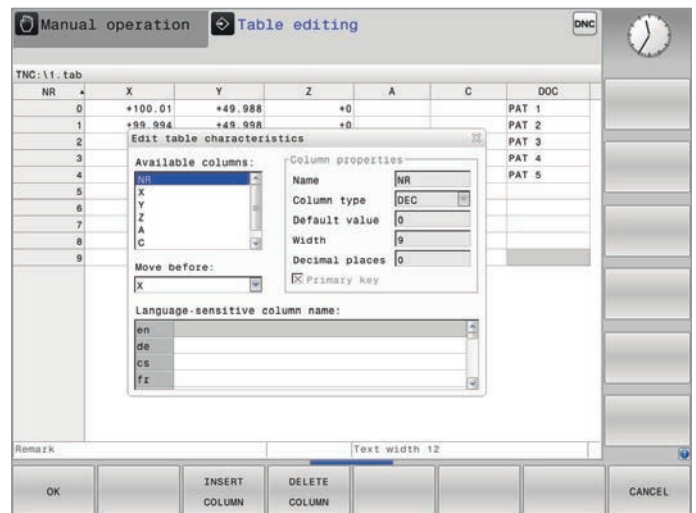 Manual operation
Table editing
DNC
TNC:\1.tab
NR X Y Z A C DOC
0 +100.01 +49.988 +0 PAT 1
1 +99.994 +49.998 +0 PAT 2
2 PAT 3
3 PAT 4
4 PAT 5
5
6
7
8
9
Edit table characteristics
Available columns:
NR
X
Y
Z
A
C
Move before:
X
Column properties
Name NR
Column type DEC
Default value 0
Width 9
Decimal places 0
Primary key
Language-sensitive column name:
en
de
cs
fr
Remark
Text width 12
OK
INSERT COLUMN
DELETE COLUMN
CANCEL